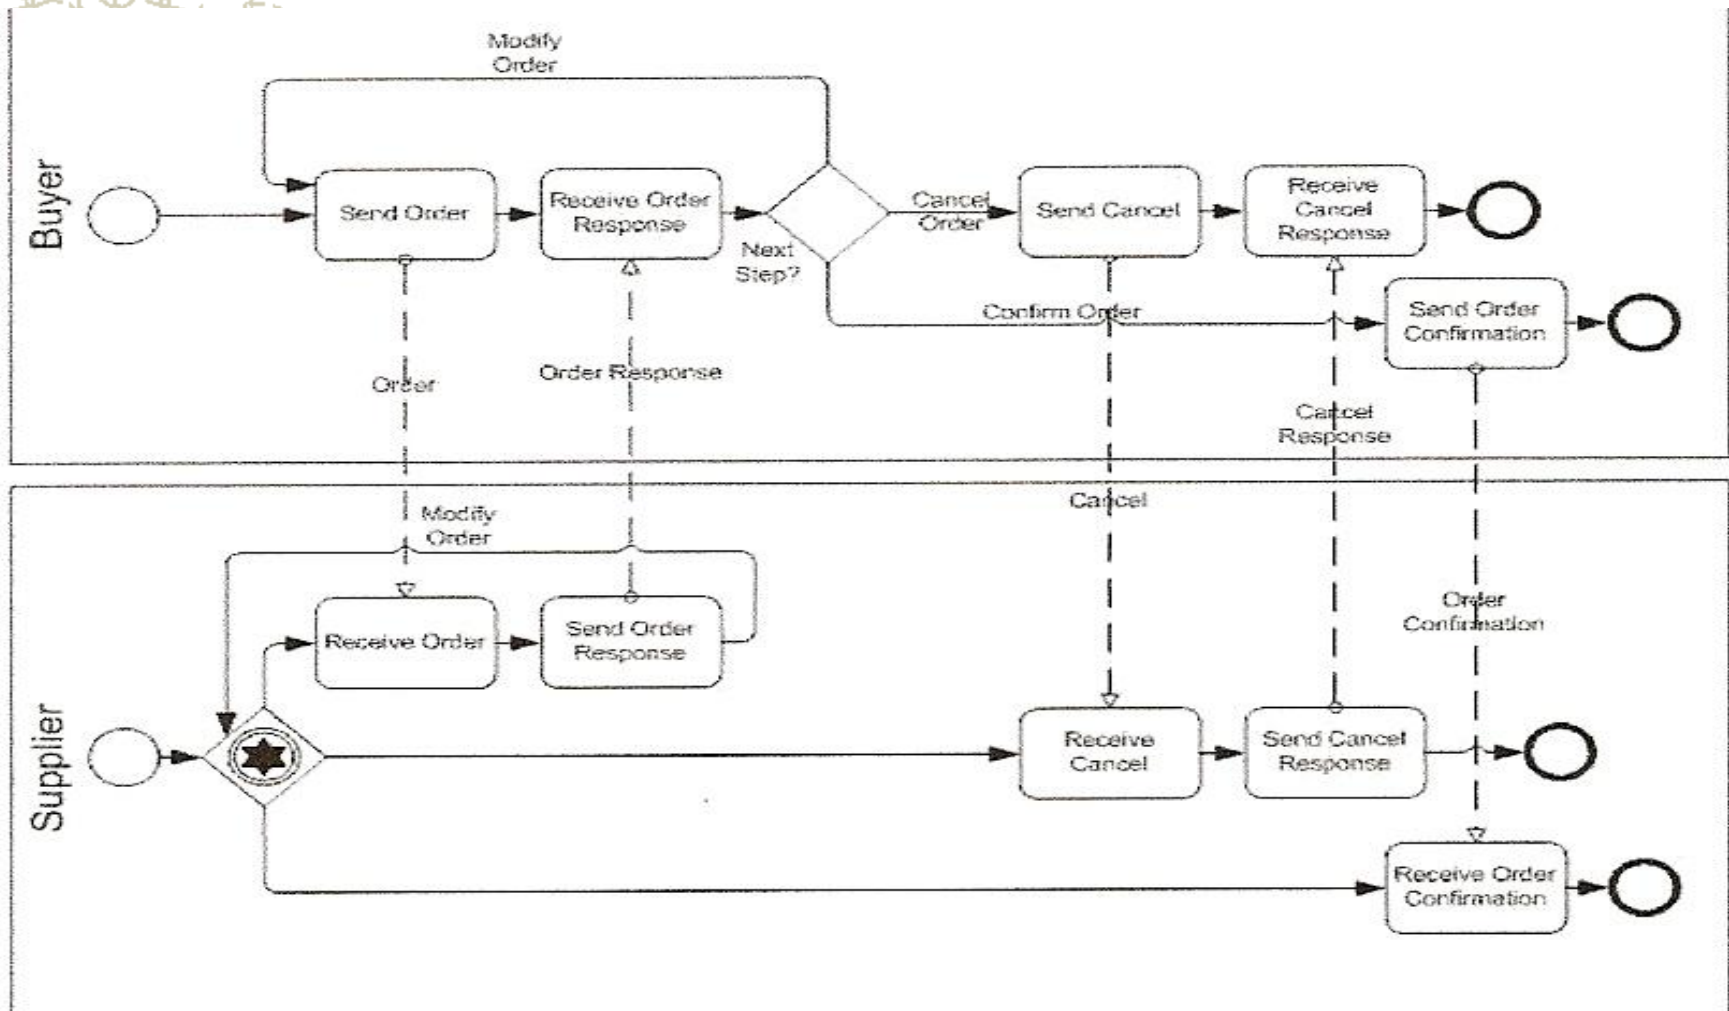 Modify
Order
Buyer
Send Order
Receive Order
Response
Next
Step?
Cancel
Order
Send Cancel
Receive
Cancel
Response
Confirm Order
Send Order
Confirmation
Order
Order Response
Cancel
Response
Cancel
Modify
Order
Supplier
Receive Order
Send Order
Response
Order
Confirmation
Receive
Cancel
Send Cancel
Response
Receive Order
Confirmation